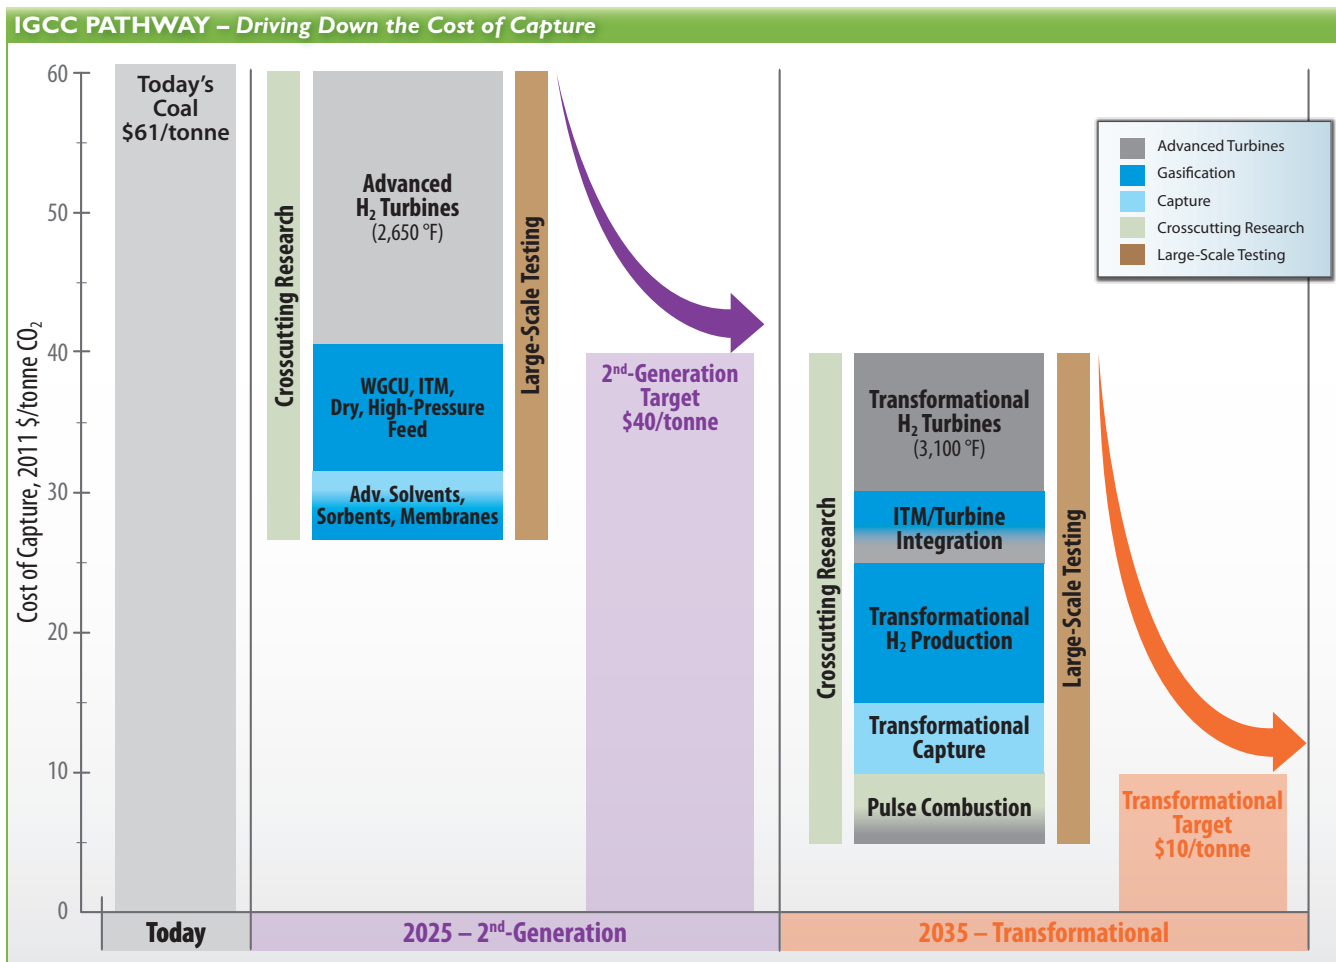 IGCC PATHWAY – Driving Down the Cost of Capture
Cost of Capture, 2011 $/tonne CO₂
60
50
40
30
20
10
0
Today's
Coal
$61/tonne
Crosscutting Research
Advanced
H₂ Turbines
(2,650 °F)
WGCU, ITM,
Dry, High-Pressure
Feed
Adv. Solvents,
Sorbents, Membranes
Large-Scale Testing
2nd-Generation
Target
$40/tonne
Crosscutting Research
Transformational
H₂ Turbines
(3,100 °F)
ITM/Turbine
Integration
Transformational
H₂ Production
Transformational
Capture
Pulse Combustion
Large-Scale Testing
Transformational
Target
$10/tonne
Advanced Turbines
Gasification
Capture
Crosscutting Research
Large-Scale Testing
Today
2025 – 2nd-Generation
2035 – Transformational